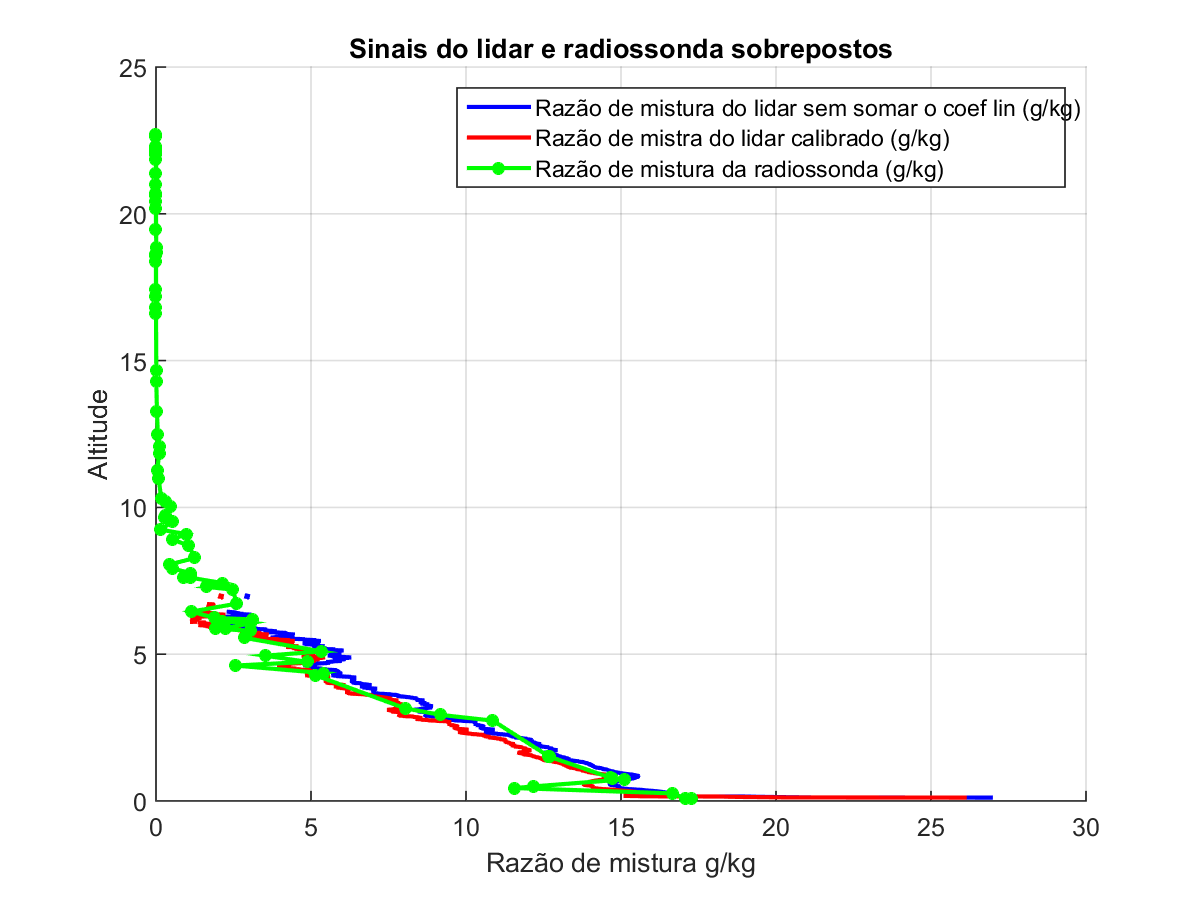 Sinais do lidar e radiossonda sobrepostos
25
Razão de mistura do lidar sem somar o coef lin (g/kg)
Razão de mistra do lidar calibrado (g/kg)
Razão de mistura da radiossonda (g/kg)
20
15
Altitude
10
5
0
0 5 10 15 20 25 30
Razão de mistura g/kg